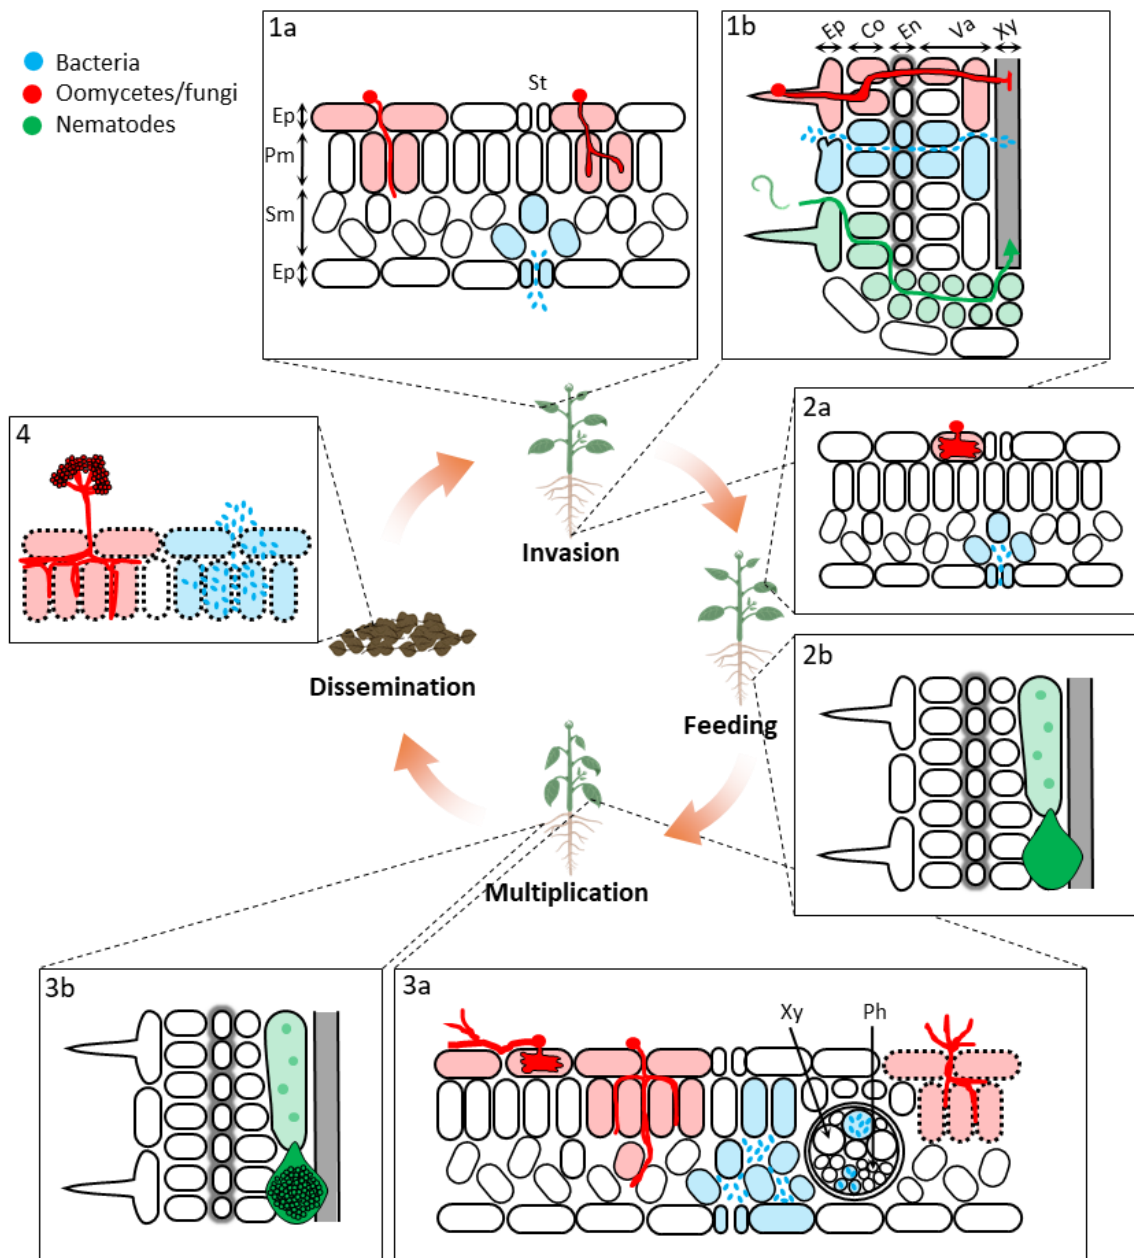 1a
1b
Bacteria
Oomycetes/fungi
Nematodes
St
Ep
Pm
Sm
Ep
Ep Co En Va Xy
2a
4
Invasion
2b
Dissemination
Feeding
Multiplication
3b
3a
Xy Ph